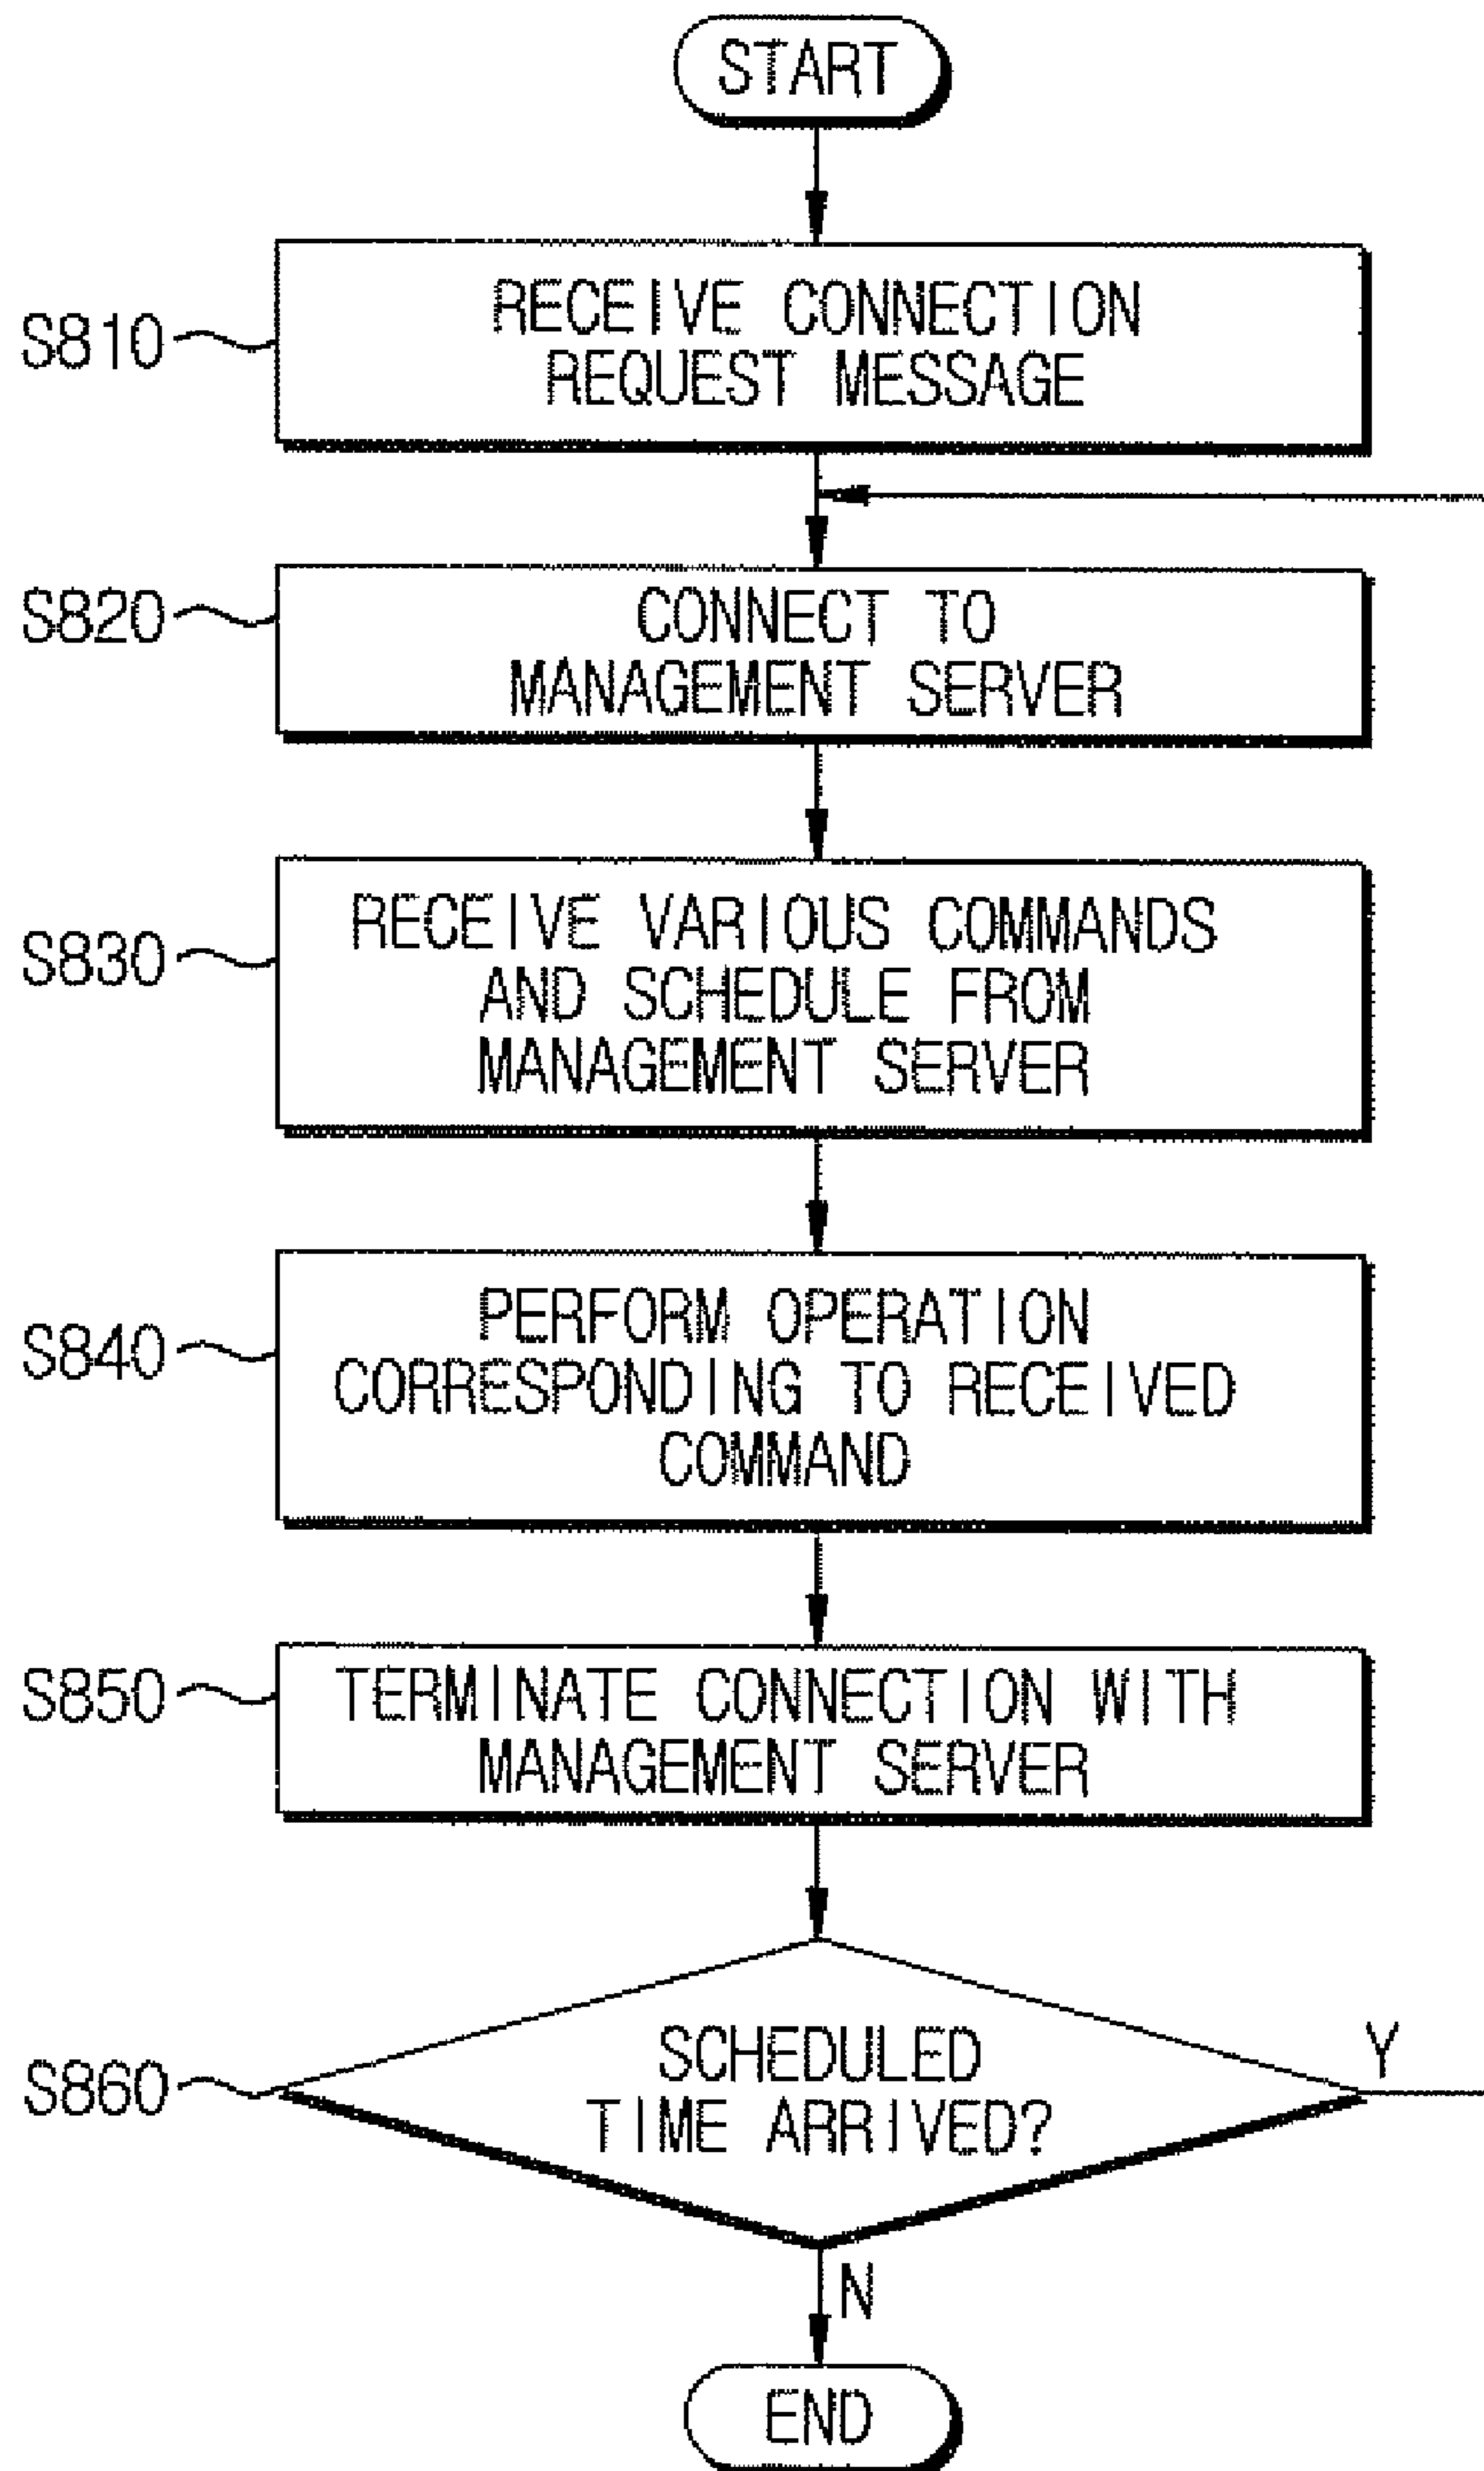 START
S810
RECEIVE CONNECTION
REQUEST MESSAGE
S820
CONNECT TO
MANAGEMENT SERVER
S830
RECEIVE VARIOUS COMMANDS
AND SCHEDULE FROM
MANAGEMENT SERVER
S840
PERFORM OPERATION
CORRESPONDING TO RECEIVED
COMMAND
S850
TERMINATE CONNECTION WITH
MANAGEMENT SERVER
S860
SCHEDULED
TIME ARRIVED?
Y
N
END